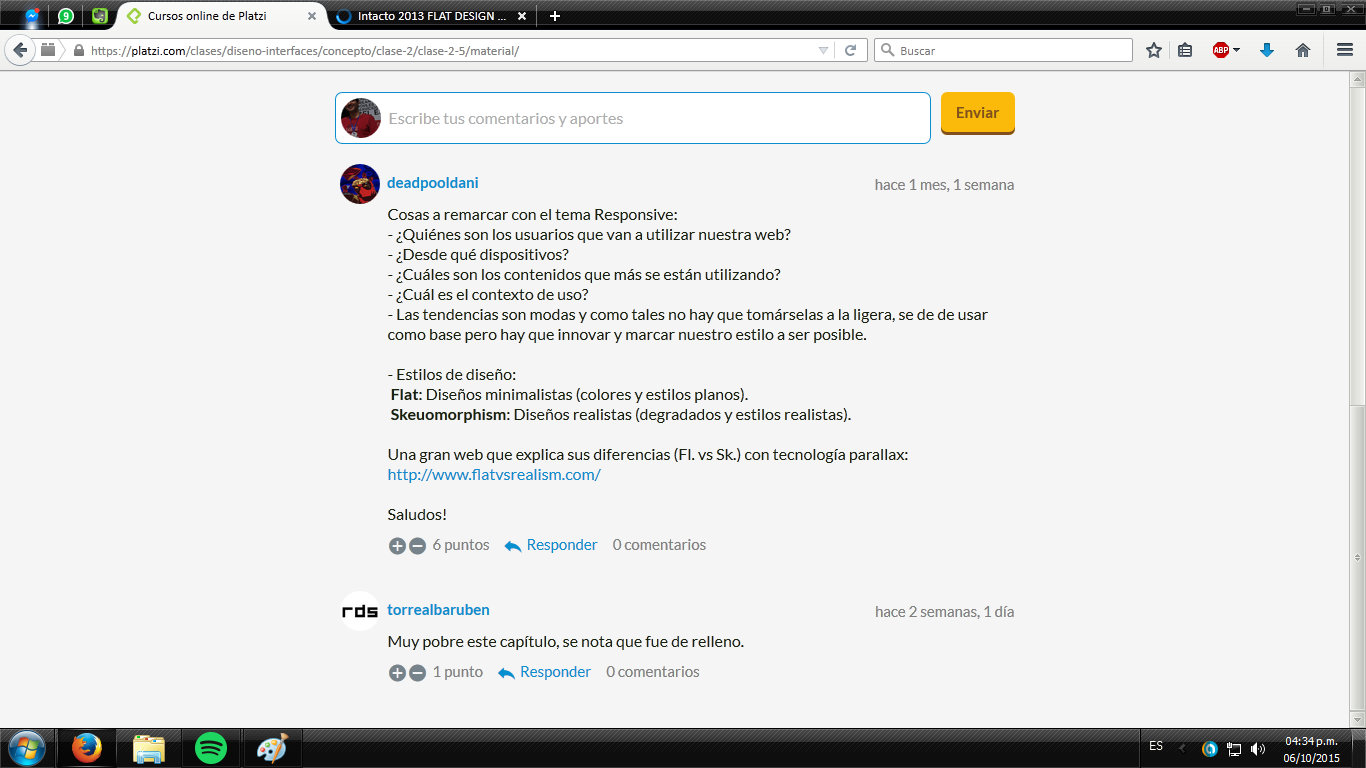 Cursos online de Platzi
Intacto 2013 FLAT DESIGN ...
https://platzi.com/clases/diseno-interfaces/concepto/clase-2/clase-2-5/material/
Buscar
ABP
Escribe tus comentarios y aportes
Enviar
deadpooldani
hace 1 mes, 1 semana
Cosas a remarcar con el tema Responsive:
- ¿Quiénes son los usuarios que van a utilizar nuestra web?
- ¿Desde qué dispositivos?
- ¿Cuáles son los contenidos que más se están utilizando?
- ¿Cuál es el contexto de uso?
- Las tendencias son modas y como tales no hay que tomárselas a la ligera, se de de usar
como base pero hay que innovar y marcar nuestro estilo a ser posible.
- Estilos de diseño:
Flat: Diseños minimalistas (colores y estilos planos).
Skeuomorphism: Diseños realistas (degradados y estilos realistas).
Una gran web que explica sus diferencias (Fl. vs Sk.) con tecnología parallax:
http://www.flatvsrealism.com/
Saludos!
6 puntos Responder 0 comentarios
rds
torrealbaruben
hace 2 semanas, 1 día
Muy pobre este capítulo, se nota que fue de relleno.
1 punto Responder 0 comentarios
ES
04:34 p.m.
06/10/2015